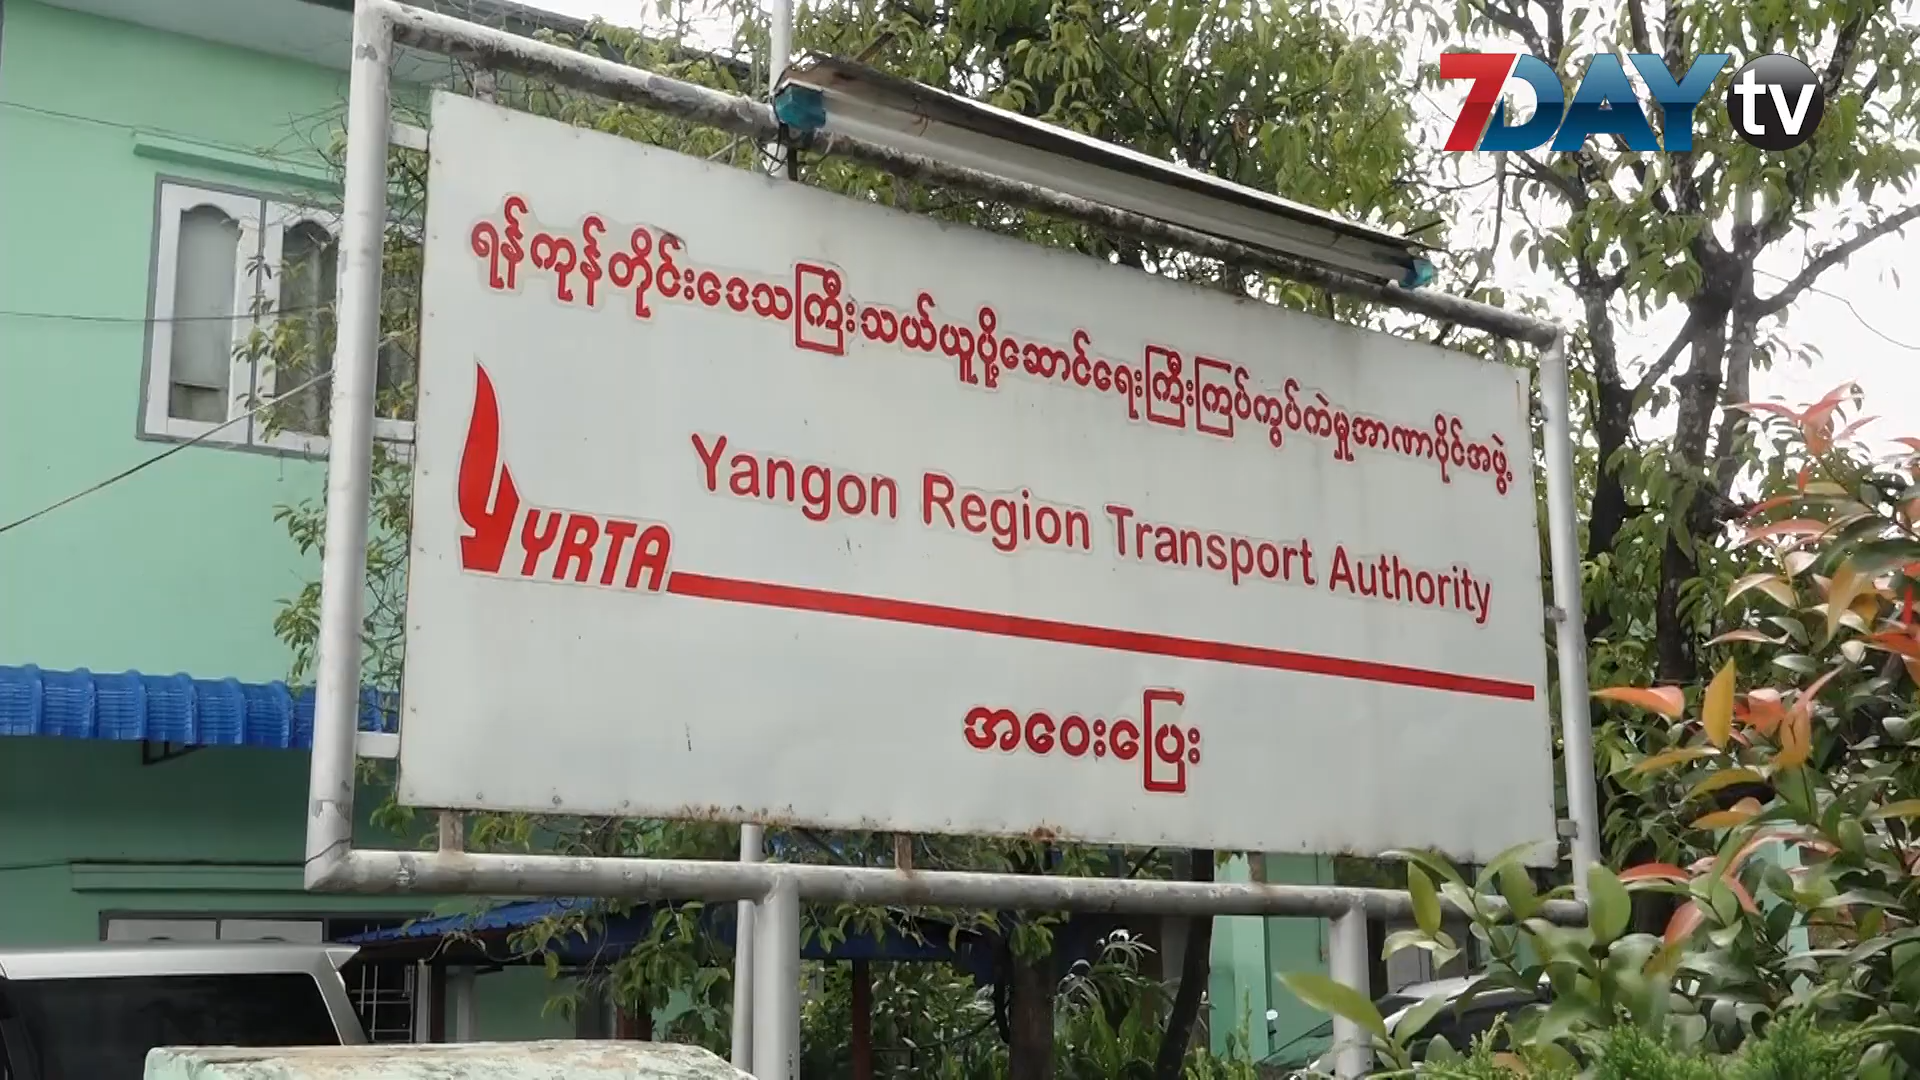 7DAY tv
ရန်ကုန်တိုင်းဒေသကြီးသယ်ယူပို့ဆောင်ရေးကြီးကြပ်ကွပ်ကဲမှုအာဏာပိုင်အဖွဲ့
Yangon Region Transport Authority
YRTA
အဝေးပြေး